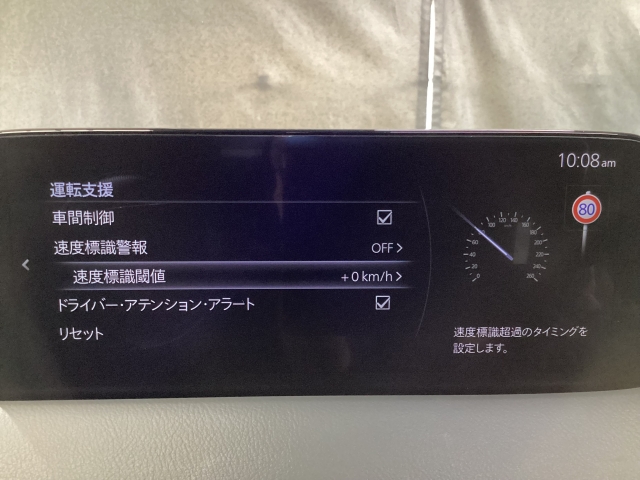 10:08 am
運転支援
車間制御
速度標識警報 OFF
速度標識閾値 +0 km/h
ドライバー・アテンション・アラート
リセット
80
速度標識超過のタイミングを
設定します。